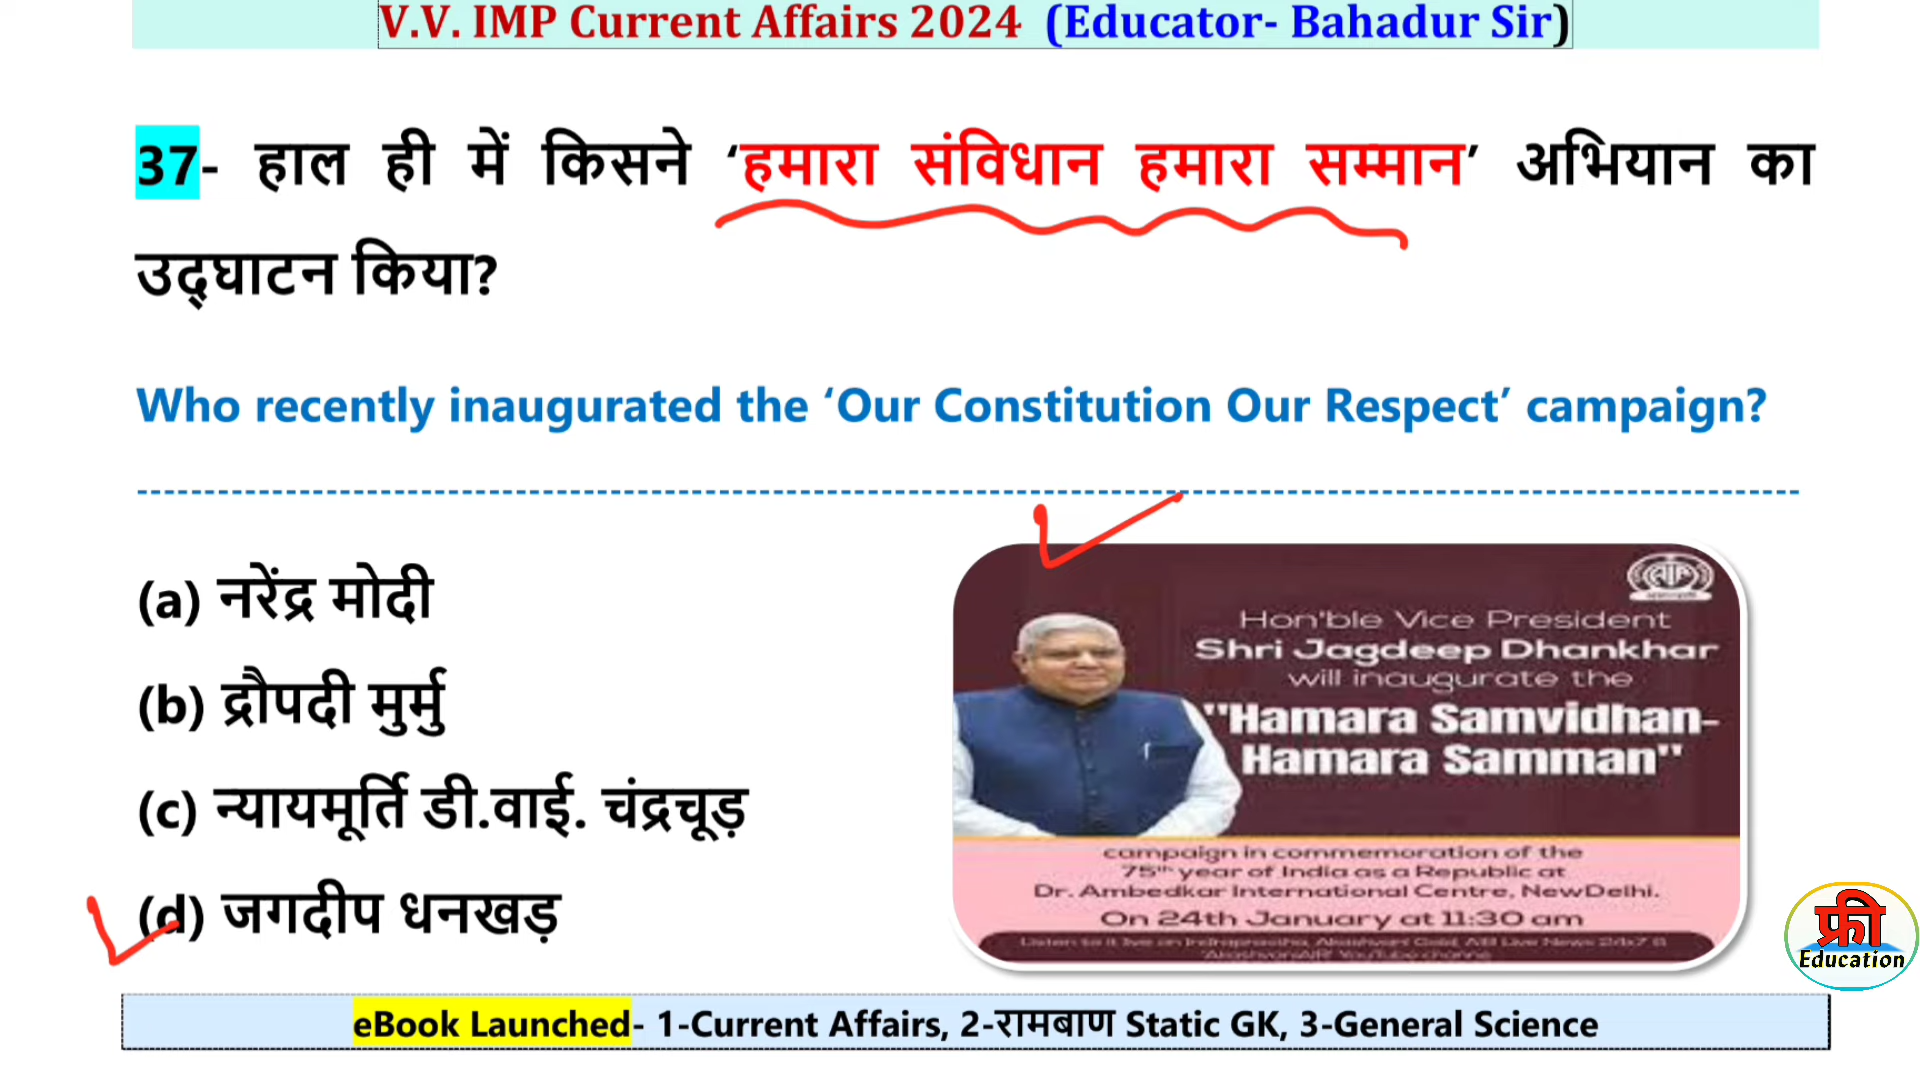 V.V. IMP Current Affairs 2024 (Educator- Bahadur Sir)
37- हाल ही में किसने ‘हमारा संविधान हमारा सम्मान’ अभियान का
उद्घाटन किया?
Who recently inaugurated the ‘Our Constitution Our Respect’ campaign?
(a) नरेंद्र मोदी
(b) द्रौपदी मुर्मु
(c) न्यायमूर्ति डी.वाई. चंद्रचूड़
(d) जगदीप धनखड़
Hon'ble Vice President
Shri Jagdeep Dhankhar
will inaugurate the
"Hamara Samvidhan-
Hamara Samman"
campaign in commemoration of the
75th year of India as a Republic at
Dr. Ambedkar International Centre, NewDelhi.
On 24th January at 11:30 am
फ्री
Education
eBook Launched- 1-Current Affairs, 2-रामबाण Static GK, 3-General Science